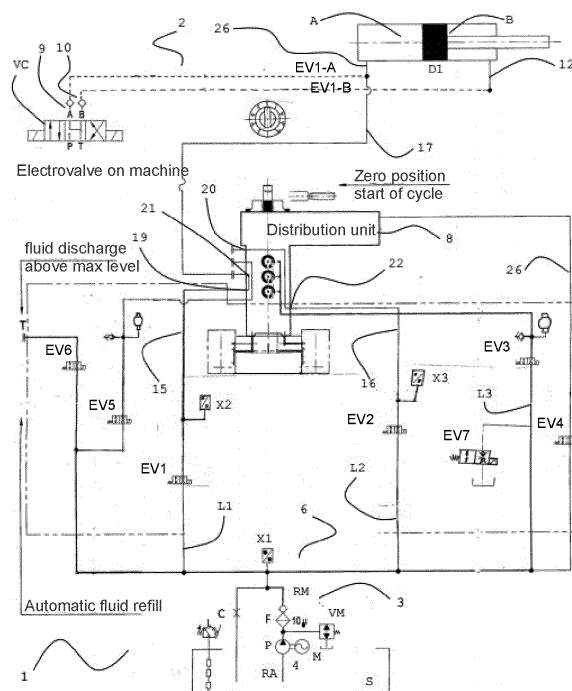 VC
9
10
2
26
A
B
EV1-A
EV1-B
D1
12
A B
P T
Electrovalve on machine
17
Zero position
start of cycle
20
21
Distribution unit
8
fluid discharge
above max level
19
22
26
T
EV6
15
16
EV3
EV5
X2
X3
L3
EV2
EV7
EV4
EV1
L1
L2
6
X1
Automatic fluid refill
RM
3
C
VM
F
10μ
P
4
M
1
RA
S